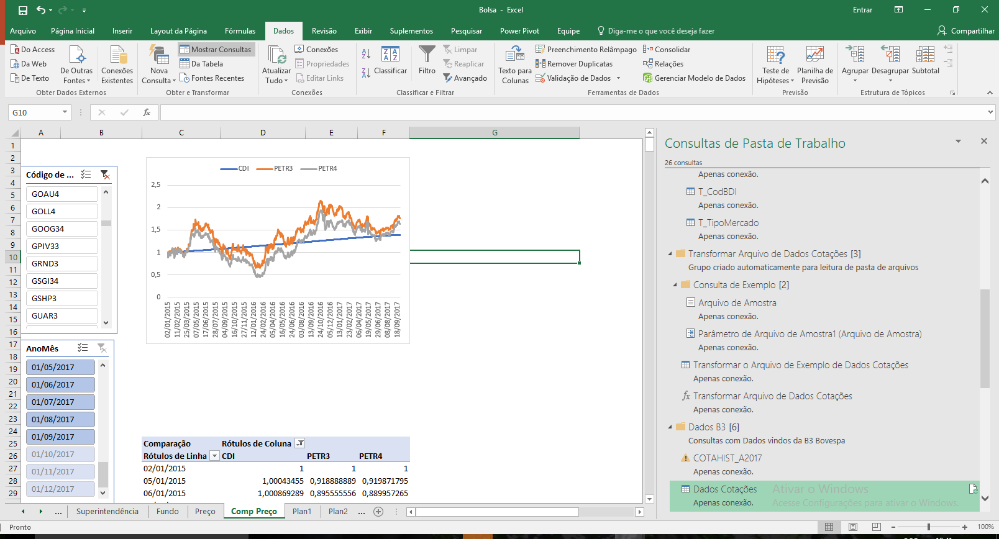 Bolsa - Excel
Entrar
Arquivo Página Inicial Inserir Layout da Página Fórmulas Dados Revisão Exibir Suplementos Pesquisar Power Pivot Equipe Diga-me o que você deseja fazer Compartilhar
Do Access
Da Web
De Texto
De Outras Fontes
Conexões Existentes
Obter Dados Externos
Nova Consulta
Mostrar Consultas
Da Tabela
Fontes Recentes
Obter e Transformar
Atualizar Tudo
Conexões
Propriedades
Editar Links
Conexões
Classificar
Filtro
Limpar
Reaplicar
Avançado
Classificar e Filtrar
Texto para Colunas
Preenchimento Relâmpago
Remover Duplicatas
Validação de Dados
Consolidar
Relações
Gerenciar Modelo de Dados
Ferramentas de Dados
Teste de Hipóteses
Planilha de Previsão
Previsão
Agrupar
Desagrupar
Subtotal
Estrutura de Tópicos
G10
fx
A B C D E F G
1
2
3
4
5
6
7
8
9
10
11
12
13
14
15
16
17
18
19
20
21
22
23
24
25
26
27
28
29
Código de ...
GOAU4
GOLL4
GOOG34
GPIV33
GRND3
GSGI34
GSHP3
GUAR3
AnoMês
01/05/2017
01/06/2017
01/07/2017
01/08/2017
01/09/2017
01/10/2017
01/11/2017
01/12/2017
CDI PETR3 PETR4
2,5
2
1,5
1
0,5
0
02/01/2015
11/02/2015
25/03/2015
07/05/2015
17/06/2015
28/07/2015
04/09/2015
16/10/2015
27/11/2015
12/01/2016
24/02/2016
06/04/2016
16/05/2016
24/06/2016
03/08/2016
13/09/2016
24/10/2016
05/12/2016
13/01/2017
23/02/2017
06/04/2017
19/05/2017
29/06/2017
08/08/2017
18/09/2017
Comparação Rótulos de Coluna
Rótulos de Linha CDI PETR3 PETR4
02/01/2015 1 1 1
05/01/2015 1,00043455 0,918888889 0,919871795
06/01/2015 1,000869289 0,895555556 0,889957265
Consultas de Pasta de Trabalho
26 consultas
Apenas conexão.
T_CodBDI
Apenas conexão.
T_TipoMercado
Apenas conexão.
Transformar Arquivo de Dados Cotações [3]
Grupo criado automaticamente para leitura de pasta de arquivos
Consulta de Exemplo [2]
Arquivo de Amostra
Apenas conexão.
Parâmetro de Arquivo de Amostra1 (Arquivo de Amostra)
Apenas conexão.
Transformar o Arquivo de Exemplo de Dados Cotações
Apenas conexão.
fx Transformar Arquivo de Dados Cotações
Apenas conexão.
Dados B3 [6]
Consultas com Dados vindos da B3 Bovespa
COTAHIST_A2017
Apenas conexão.
Dados Cotações
Apenas conexão.
Ativar o Windows
Acesse Configurações para ativar o Windows.
... Superintendência Fundo Preço Comp Preço Plan1 Plan2 ...
Pronto
100%